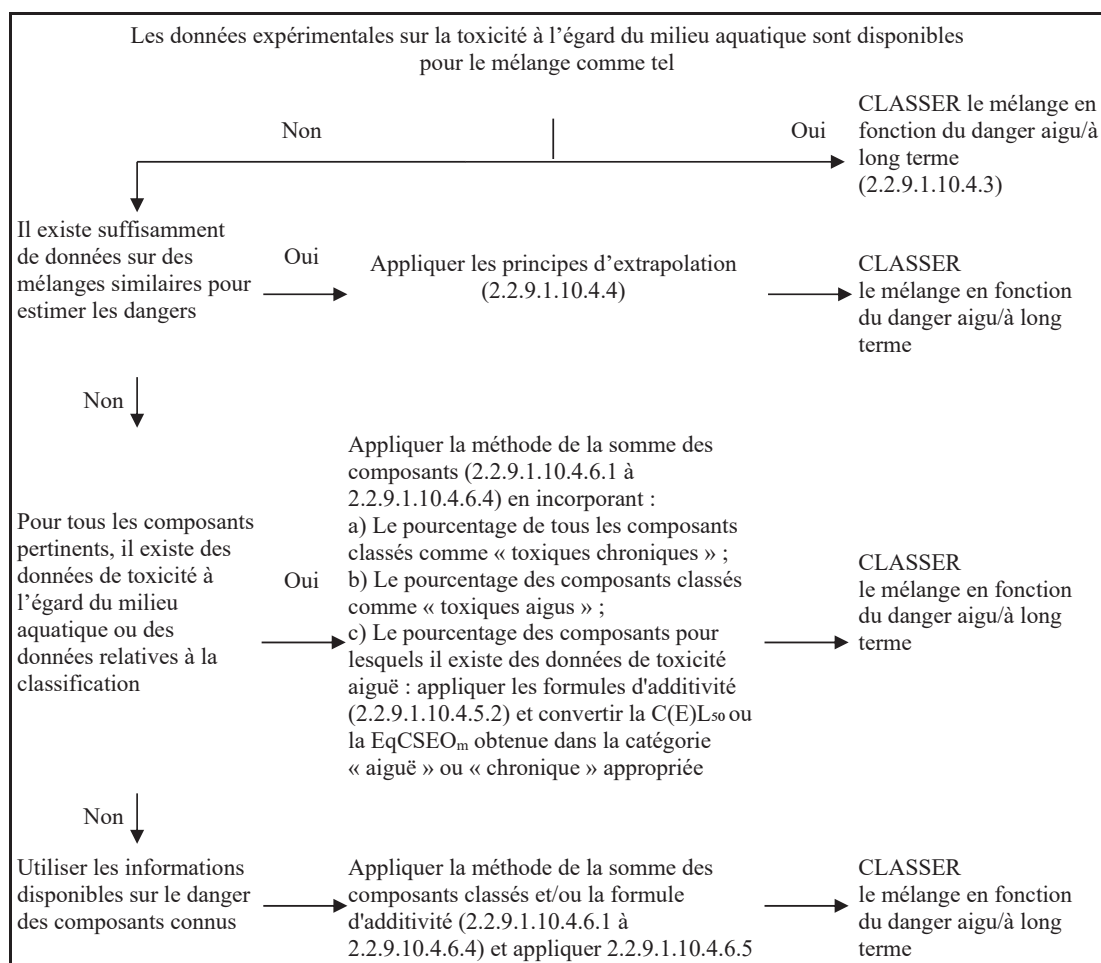 Les données expérimentales sur la toxicité à l’égard du milieu aquatique sont disponibles
pour le mélange comme tel
Non
Oui
CLASSER le mélange en
fonction du danger aigu/à
long terme
(2.2.9.1.10.4.3)
Il existe suffisamment
de données sur des
mélanges similaires pour
estimer les dangers
Oui
Appliquer les principes d’extrapolation
(2.2.9.1.10.4.4)
CLASSER
le mélange en fonction
du danger aigu/à long
terme
Non
Pour tous les composants
pertinents, il existe des
données de toxicité à
l’égard du milieu
aquatique ou des
données relatives à la
classification
Oui
Appliquer la méthode de la somme des
composants (2.2.9.1.10.4.6.1 à
2.2.9.1.10.4.6.4) en incorporant :
a) Le pourcentage de tous les composants
classés comme « toxiques chroniques » ;
b) Le pourcentage des composants classés
comme « toxiques aigus » ;
c) Le pourcentage des composants pour
lesquels il existe des données de toxicité
aiguë : appliquer les formules d'additivité
(2.2.9.1.10.4.5.2) et convertir la C(E)L50 ou
la EqCSEOm obtenue dans la catégorie
« aiguë » ou « chronique » appropriée
CLASSER
le mélange en fonction
du danger aigu/à long
terme
Non
Utiliser les informations
disponibles sur le danger
des composants connus
Appliquer la méthode de la somme des
composants classés et/ou la formule
d'additivité (2.2.9.1.10.4.6.1 à
2.2.9.10.4.6.4) et appliquer 2.2.9.1.10.4.6.5
CLASSER
le mélange en fonction
du danger aigu/à long
terme